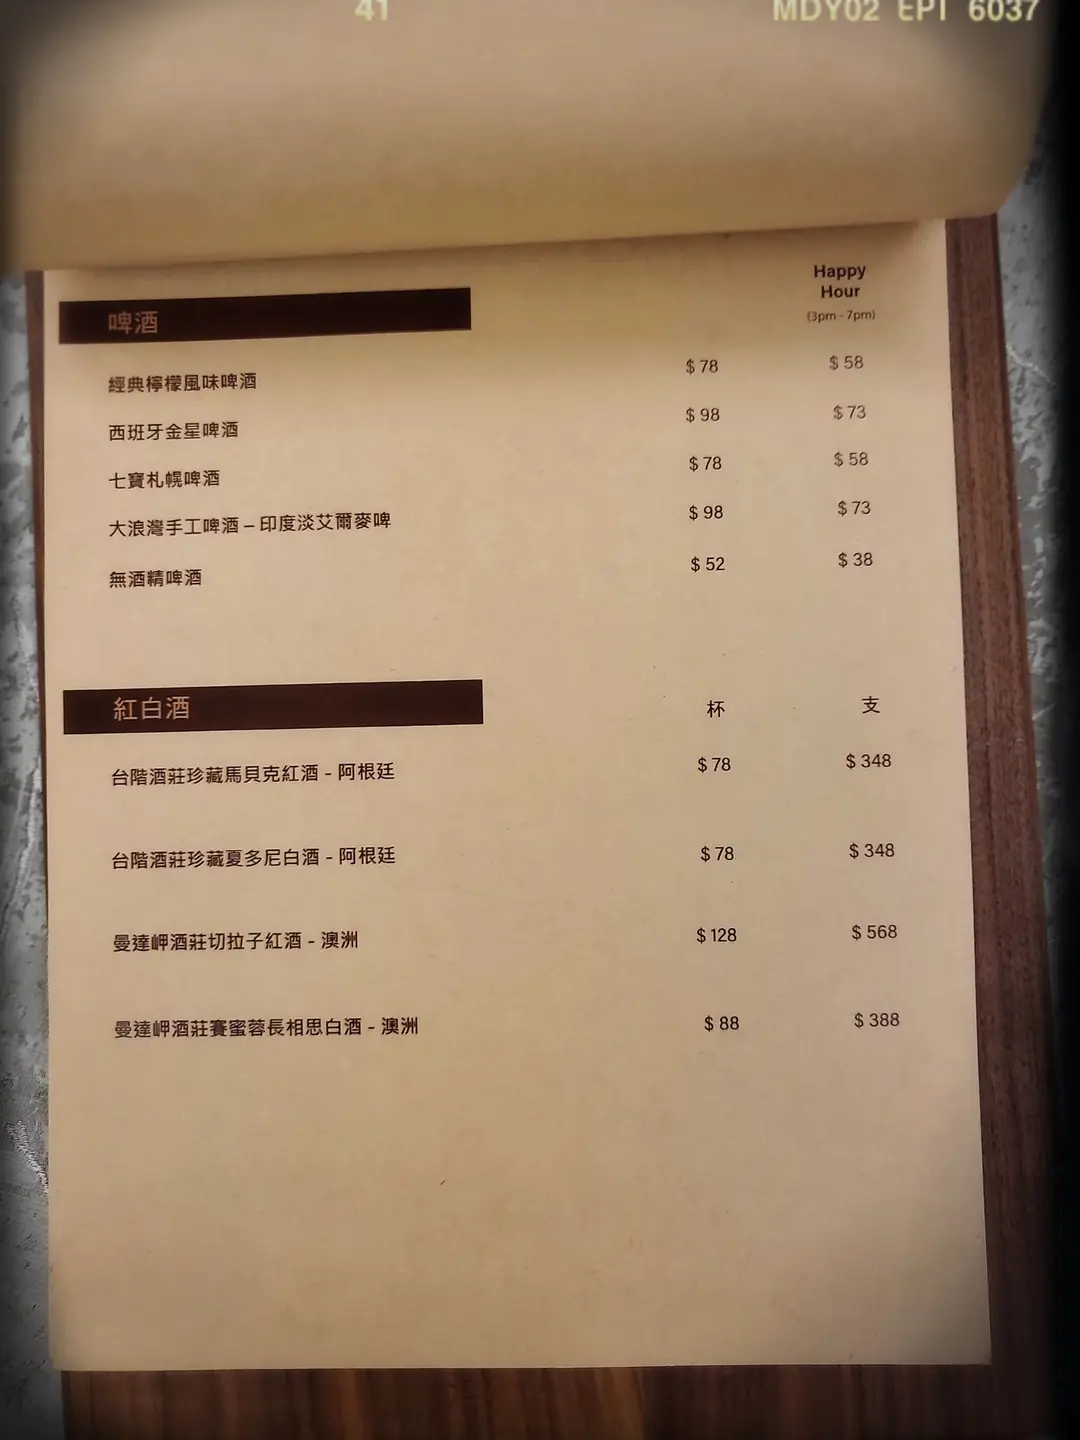 41 MDY02 EPT 6037
Happy
Hour
(3pm - 7pm)
啤酒
經典檸檬風味啤酒 $ 78 $ 58
西班牙金星啤酒 $ 98 $ 73
七寶札幌啤酒 $ 78 $ 58
大浪灣手工啤酒 – 印度淡艾爾麥啤 $ 98 $ 73
無酒精啤酒 $ 52 $ 38
紅白酒 杯 支
台階酒莊珍藏馬貝克紅酒 - 阿根廷 $ 78 $ 348
台階酒莊珍藏夏多尼白酒 - 阿根廷 $ 78 $ 348
曼達岬酒莊切拉子紅酒 - 澳洲 $ 128 $ 568
曼達岬酒莊賽蜜蓉長相思白酒 - 澳洲 $ 88 $ 388